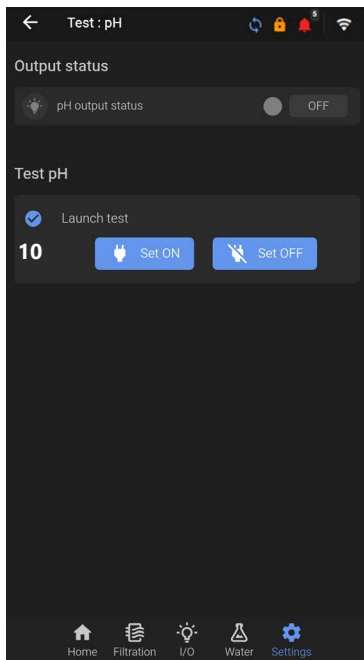 Test : pH
5
Output status
pH output status OFF
Test pH
Launch test
10 Set ON Set OFF
Home Filtration I/O Water Settings